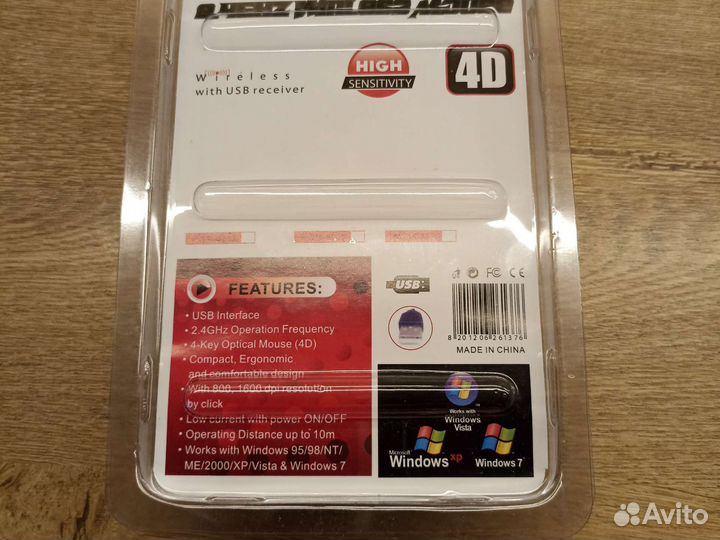 Wireless
with USB receiver
HIGH
SENSITIVITY
4D
FEATURES:
• USB Interface
• 2.4GHz Operation Frequency
• 4-Key Optical Mouse (4D)
• Compact, Ergonomic
and comfortable design
• With 800, 1600 dpi resolution
by click
• Low current with power ON/OFF
• Operating Distance up to 10m
• Works with Windows 95/98/NT/
ME/2000/XP/Vista & Windows 7
USB
FC CE
8 201206 261376
MADE IN CHINA
Works with
Windows
Vista
Microsoft
Windows xp
Windows 7
Avito